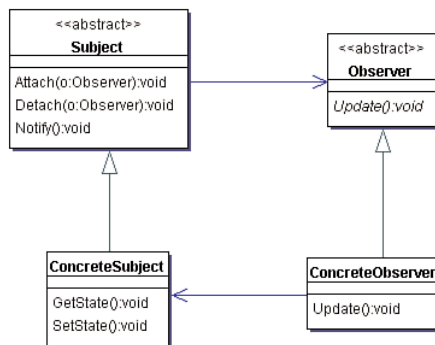 <<abstract>>
Subject
Attach(o:Observer):void
Detach(o:Observer):void
Notify():void
<<abstract>>
Observer
Update():void
ConcreteSubject
GetState():void
SetState():void
ConcreteObserver
Update():void